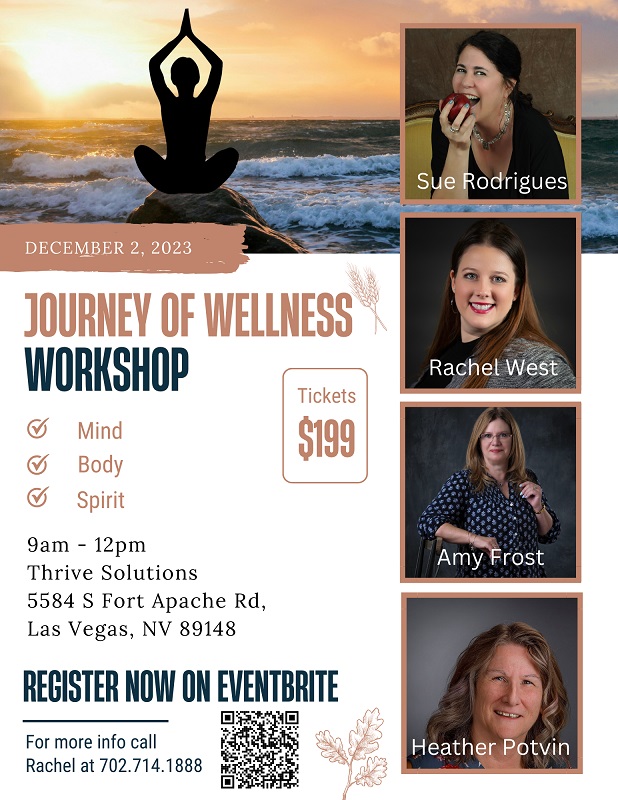 DECEMBER 2, 2023
JOURNEY OF WELLNESS
WORKSHOP
Mind
Body
Spirit
Tickets
$199
9am - 12pm
Thrive Solutions
5584 S Fort Apache Rd,
Las Vegas, NV 89148
REGISTER NOW ON EVENTBRITE
For more info call
Rachel at 702.714.1888
Sue Rodrigues
Rachel West
Amy Frost
Heather Potvin